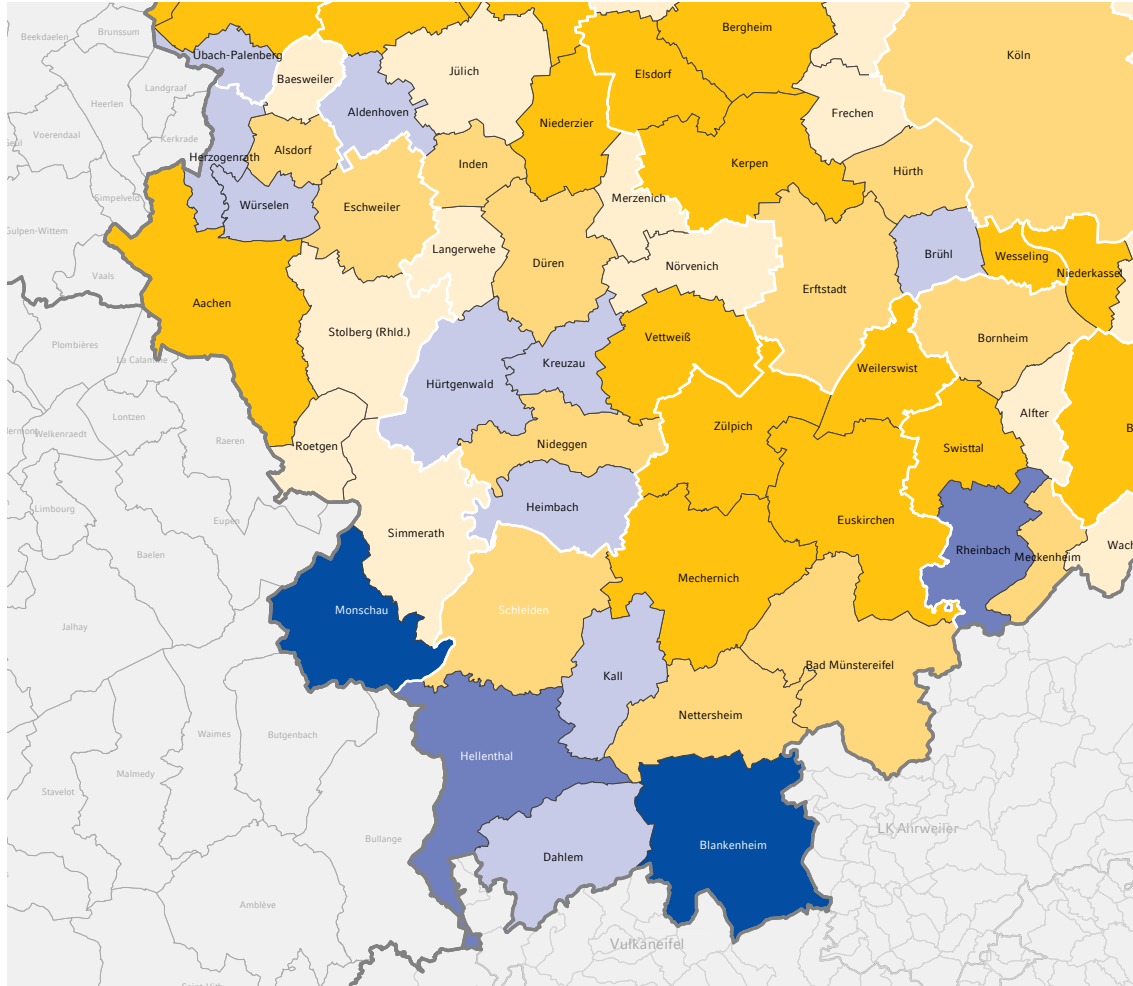 Brunssum
Beekdaelen
Bergheim
Übach-Palenberg
Köln
Jülich
Elsdorf
Baesweiler
Landgraaf
Heerlen
Aldenhoven
Frechen
Niederzier
Voerendaal
Kerkrade
Alsdorf
Herzogenrath
Inden
Kerpen
Hürth
Simpelveld
Merzenich
Würselen
Eschweiler
Gulpen-Wittem
Langerwehe
Brühl
Wesseling
Düren
Nörvenich
Niederkassel
Vaals
Erftstadt
Aachen
Stolberg (Rhld.)
Vettweiß
Bornheim
Plombières
La Calamine
Kreuzau
Weilerswist
Hürtgenwald
Lontzen
Alfter
Zülpich
B
Welkenraedt
Raeren
Nideggen
Roetgen
Swisttal
Limbourg
Heimbach
Eupen
Euskirchen
Simmerath
Wach
Baelen
Rheinbach
Meckenheim
Mechernich
Monschau
Schleiden
Jalhay
Bad Münstereifel
Kall
Nettersheim
Waimes
Butgenbach
Hellenthal
Malmedy
Stavelot
LK Ahrweiler
Bullange
Blankenheim
Dahlem
Amblève
Vulkaneifel